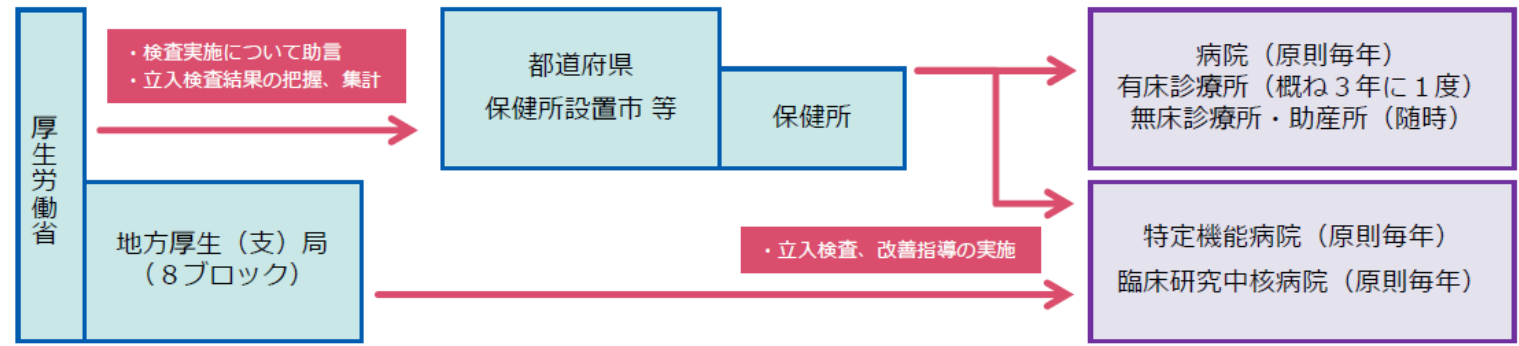 厚生労働省
・検査実施について助言
・立入検査結果の把握、集計
都道府県
保健所設置市 等
保健所
病院（原則毎年）
有床診療所（概ね３年に１度）
無床診療所・助産所（随時）
地方厚生（支）局
（８ブロック）
・立入検査、改善指導の実施
特定機能病院（原則毎年）
臨床研究中核病院（原則毎年）